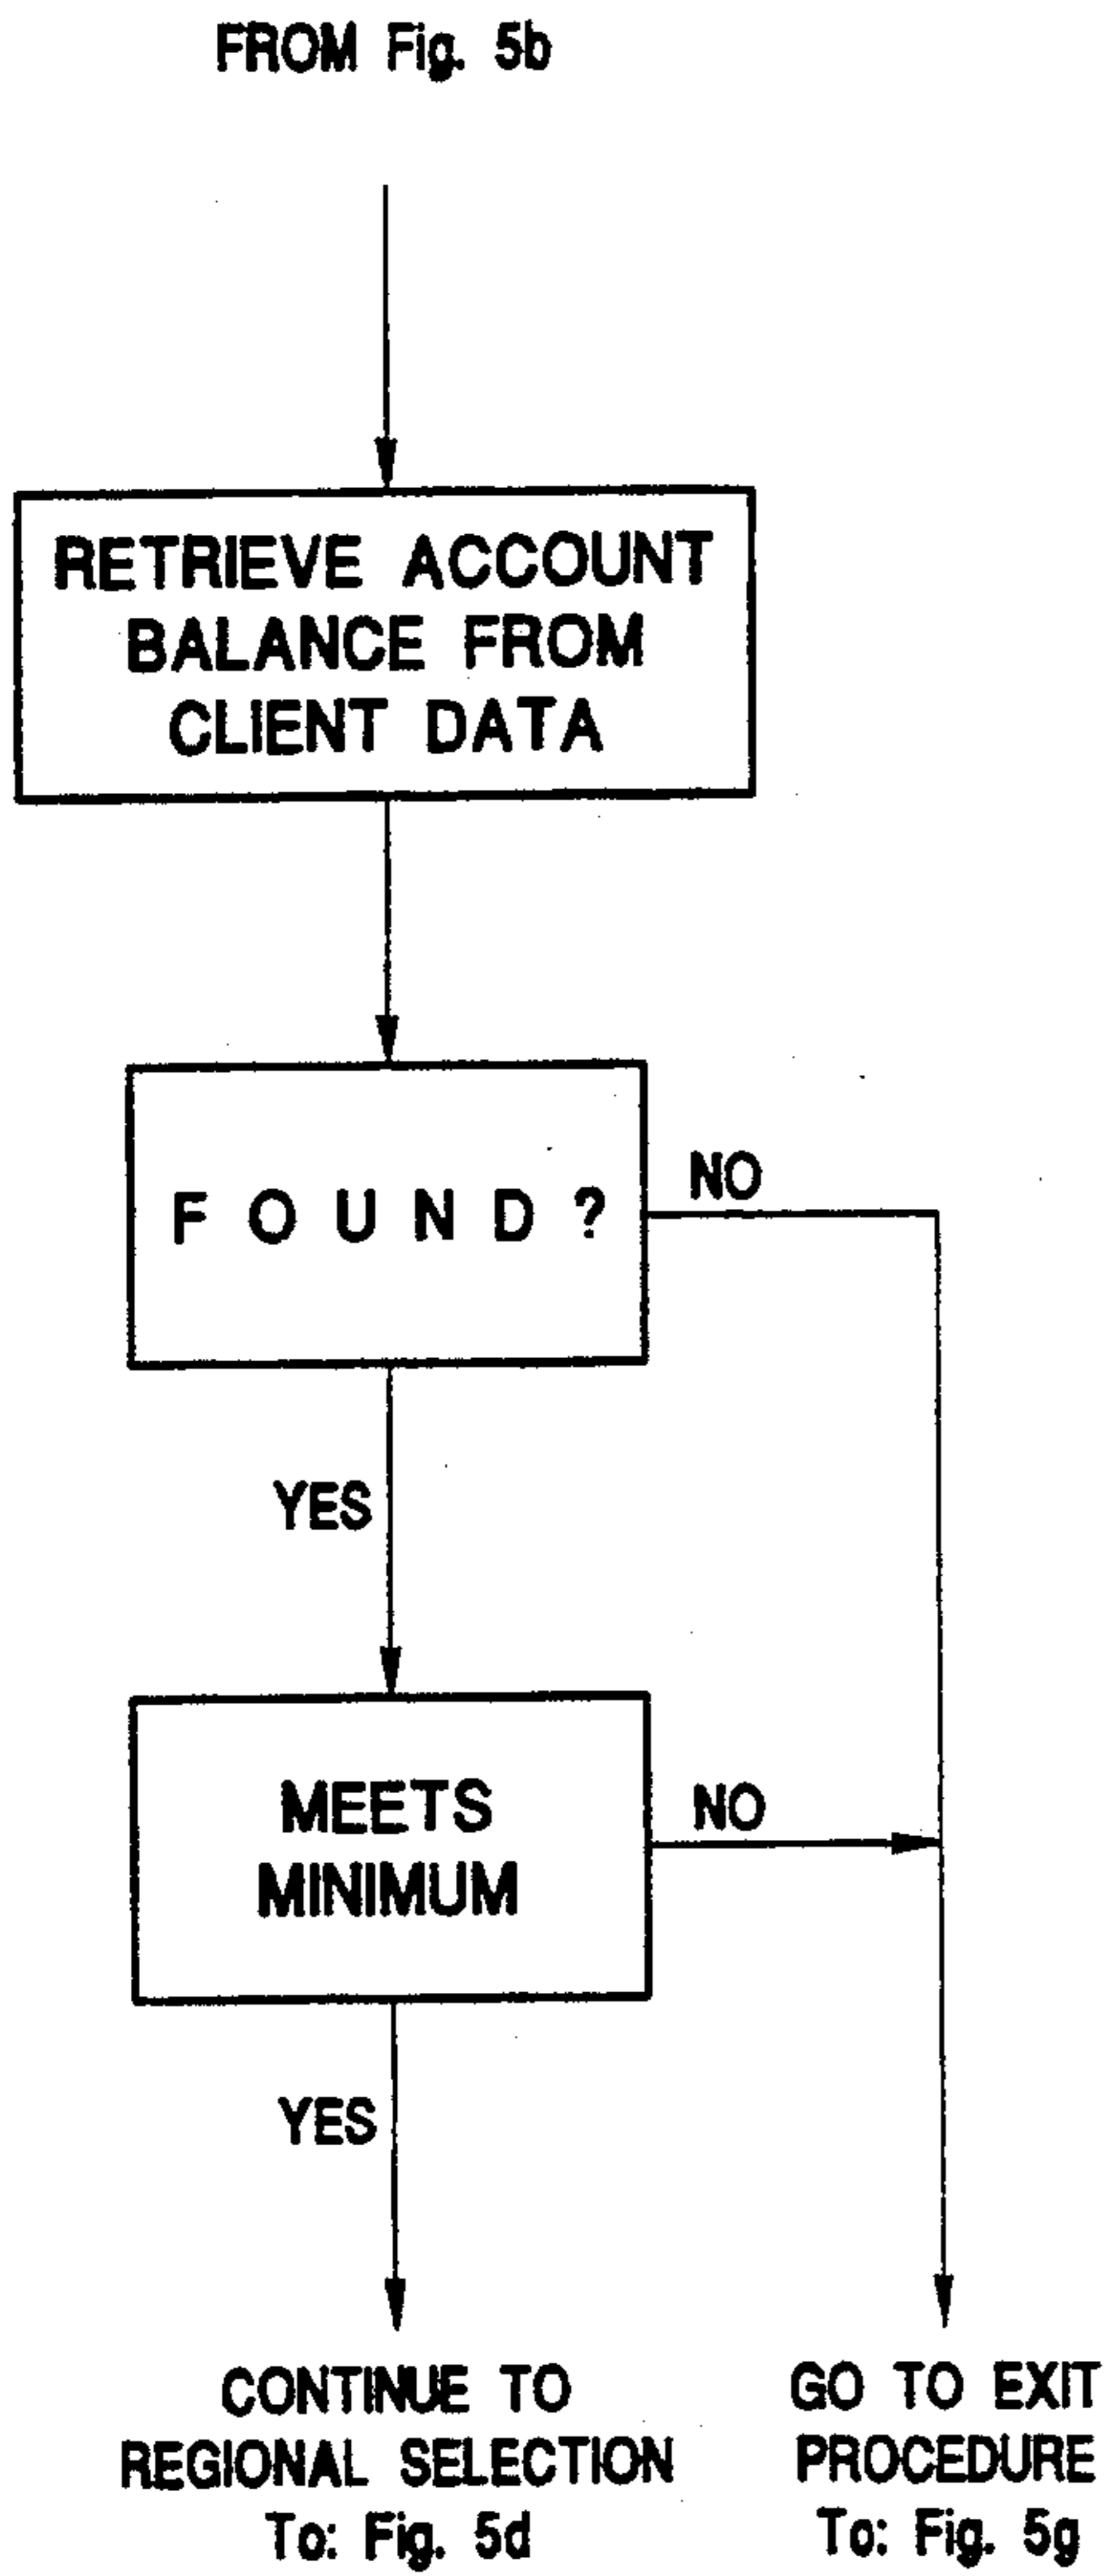 FROM Fig. 5b
RETRIEVE ACCOUNT
BALANCE FROM
CLIENT DATA
FOUND?
NO
YES
MEETS
MINIMUM
NO
YES
CONTINUE TO
REGIONAL SELECTION
To: Fig. 5d
GO TO EXIT
PROCEDURE
To: Fig. 5g